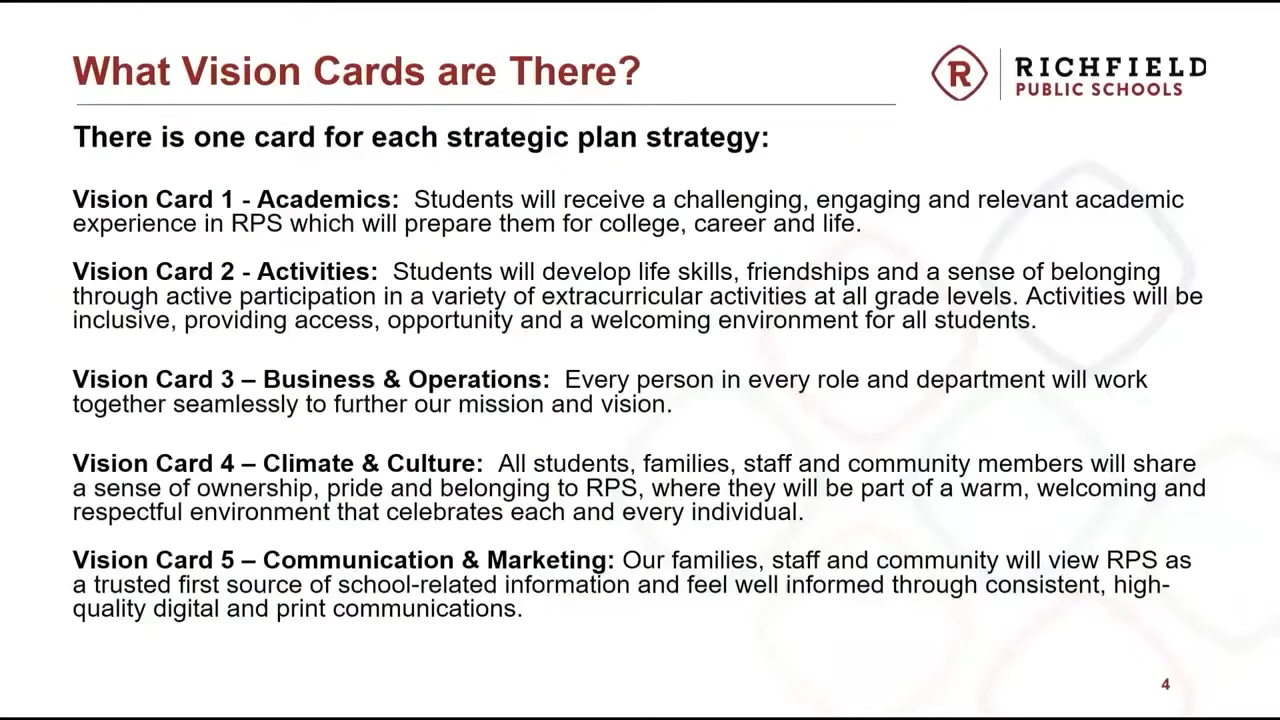 What Vision Cards are There?
R
RICHFIELD
PUBLIC SCHOOLS
There is one card for each strategic plan strategy:
Vision Card 1 - Academics: Students will receive a challenging, engaging and relevant academic
experience in RPS which will prepare them for college, career and life.
Vision Card 2 - Activities: Students will develop life skills, friendships and a sense of belonging
through active participation in a variety of extracurricular activities at all grade levels. Activities will be
inclusive, providing access, opportunity and a welcoming environment for all students.
Vision Card 3 – Business & Operations: Every person in every role and department will work
together seamlessly to further our mission and vision.
Vision Card 4 – Climate & Culture: All students, families, staff and community members will share
a sense of ownership, pride and belonging to RPS, where they will be part of a warm, welcoming and
respectful environment that celebrates each and every individual.
Vision Card 5 – Communication & Marketing: Our families, staff and community will view RPS as
a trusted first source of school-related information and feel well informed through consistent, high-
quality digital and print communications.
4